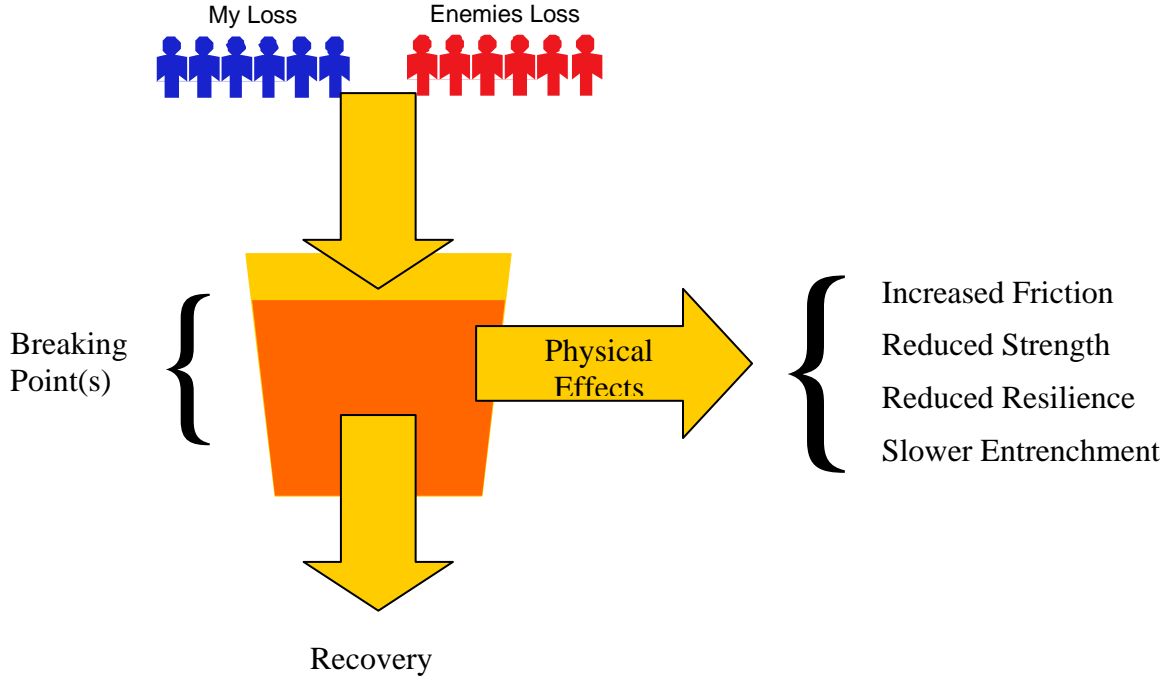 My Loss
Enemies Loss
Breaking
Point(s)
Physical
Effects
Increased Friction
Reduced Strength
Reduced Resilience
Slower Entrenchment
Recovery